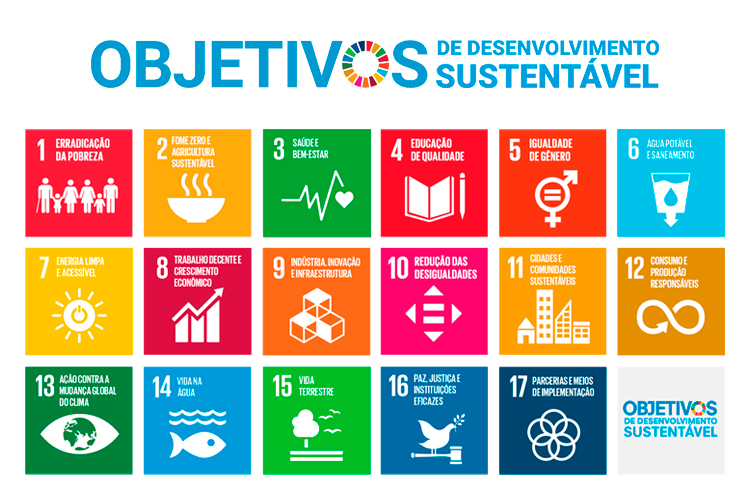 OBJETIVOS
DE DESENVOLVIMENTO
SUSTENTÁVEL
1 ERRADICAÇÃO
DA POBREZA
2 FOME ZERO E
AGRICULTURA
SUSTENTÁVEL
3 SAÚDE E
BEM-ESTAR
4 EDUCAÇÃO
DE QUALIDADE
5 IGUALDADE
DE GÊNERO
6 ÁGUA POTÁVEL
E SANEAMENTO
7 ENERGIA LIMPA
E ACESSÍVEL
8 TRABALHO DECENTE E
CRESCIMENTO
ECONÔMICO
9 INDÚSTRIA, INOVAÇÃO
E INFRAESTRUTURA
10 REDUÇÃO DAS
DESIGUALDADES
11 CIDADES E
COMUNIDADES
SUSTENTÁVEIS
12 CONSUMO E
PRODUÇÃO
RESPONSÁVEIS
13 AÇÃO CONTRA A
MUDANÇA GLOBAL
DO CLIMA
14 VIDA NA
ÁGUA
15 VIDA
TERRESTRE
16 PAZ, JUSTIÇA E
INSTITUIÇÕES
EFICAZES
17 PARCERIAS E MEIOS
DE IMPLEMENTAÇÃO
OBJETIVOS
DE DESENVOLVIMENTO
SUSTENTÁVEL